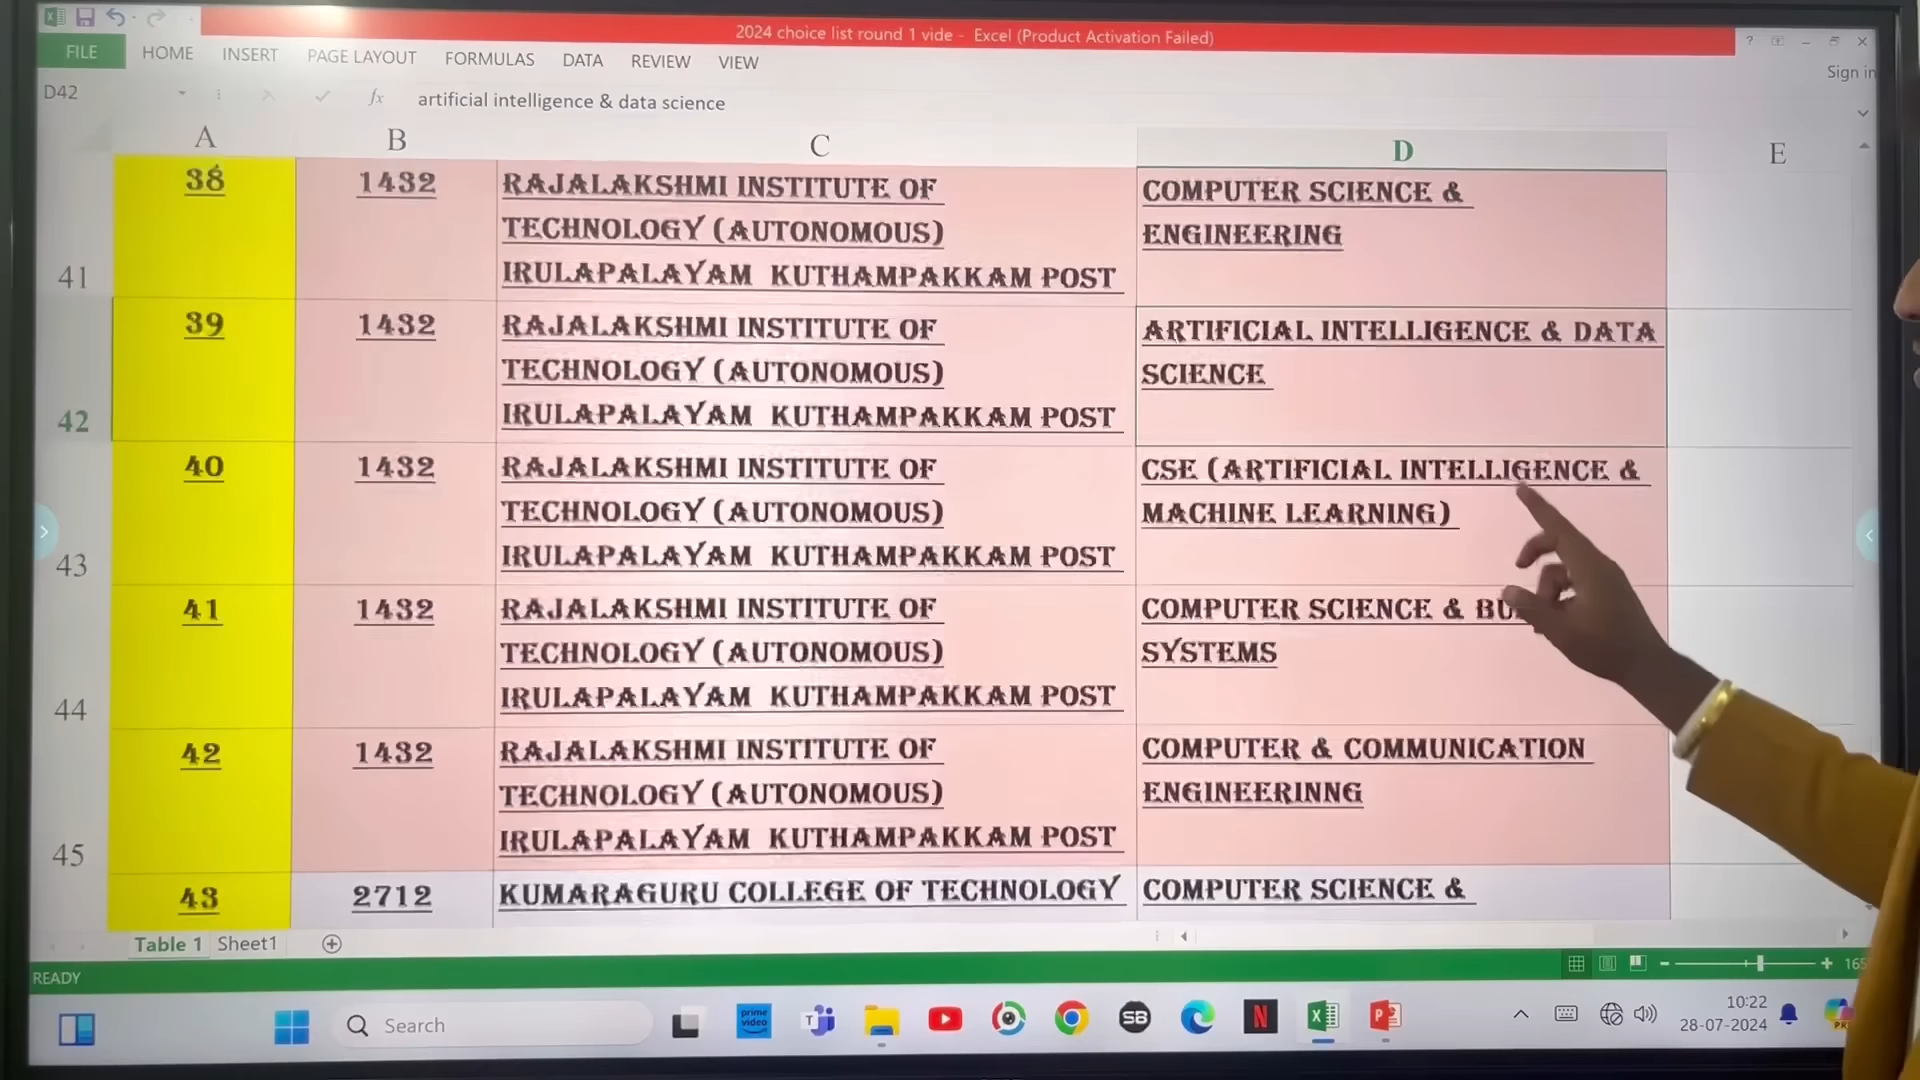 2024 choice list round 1 vide - Excel (Product Activation Failed)
?
FILE HOME INSERT PAGE LAYOUT FORMULAS DATA REVIEW VIEW
Sign in
D42 fx artificial intelligence & data science
A B C D E
41 38 1432 RAJALAKSHMI INSTITUTE OF
TECHNOLOGY (AUTONOMOUS)
IRULAPALAYAM KUTHAMPAKKAM POST
COMPUTER SCIENCE &
ENGINEERING
42 39 1432 RAJALAKSHMI INSTITUTE OF
TECHNOLOGY (AUTONOMOUS)
IRULAPALAYAM KUTHAMPAKKAM POST
ARTIFICIAL INTELLIGENCE & DATA
SCIENCE
43 40 1432 RAJALAKSHMI INSTITUTE OF
TECHNOLOGY (AUTONOMOUS)
IRULAPALAYAM KUTHAMPAKKAM POST
CSE (ARTIFICIAL INTELLIGENCE &
MACHINE LEARNING)
44 41 1432 RAJALAKSHMI INSTITUTE OF
TECHNOLOGY (AUTONOMOUS)
IRULAPALAYAM KUTHAMPAKKAM POST
COMPUTER SCIENCE &
SYSTEMS
45 42 1432 RAJALAKSHMI INSTITUTE OF
TECHNOLOGY (AUTONOMOUS)
IRULAPALAYAM KUTHAMPAKKAM POST
COMPUTER & COMMUNICATION
ENGINEERINNG
43 2712 KUMARAGURU COLLEGE OF TECHNOLOGY
COMPUTER SCIENCE &
Table 1 Sheet1
READY
Search
prime
video
T
SB
N
X
P
10:22
28-07-2024